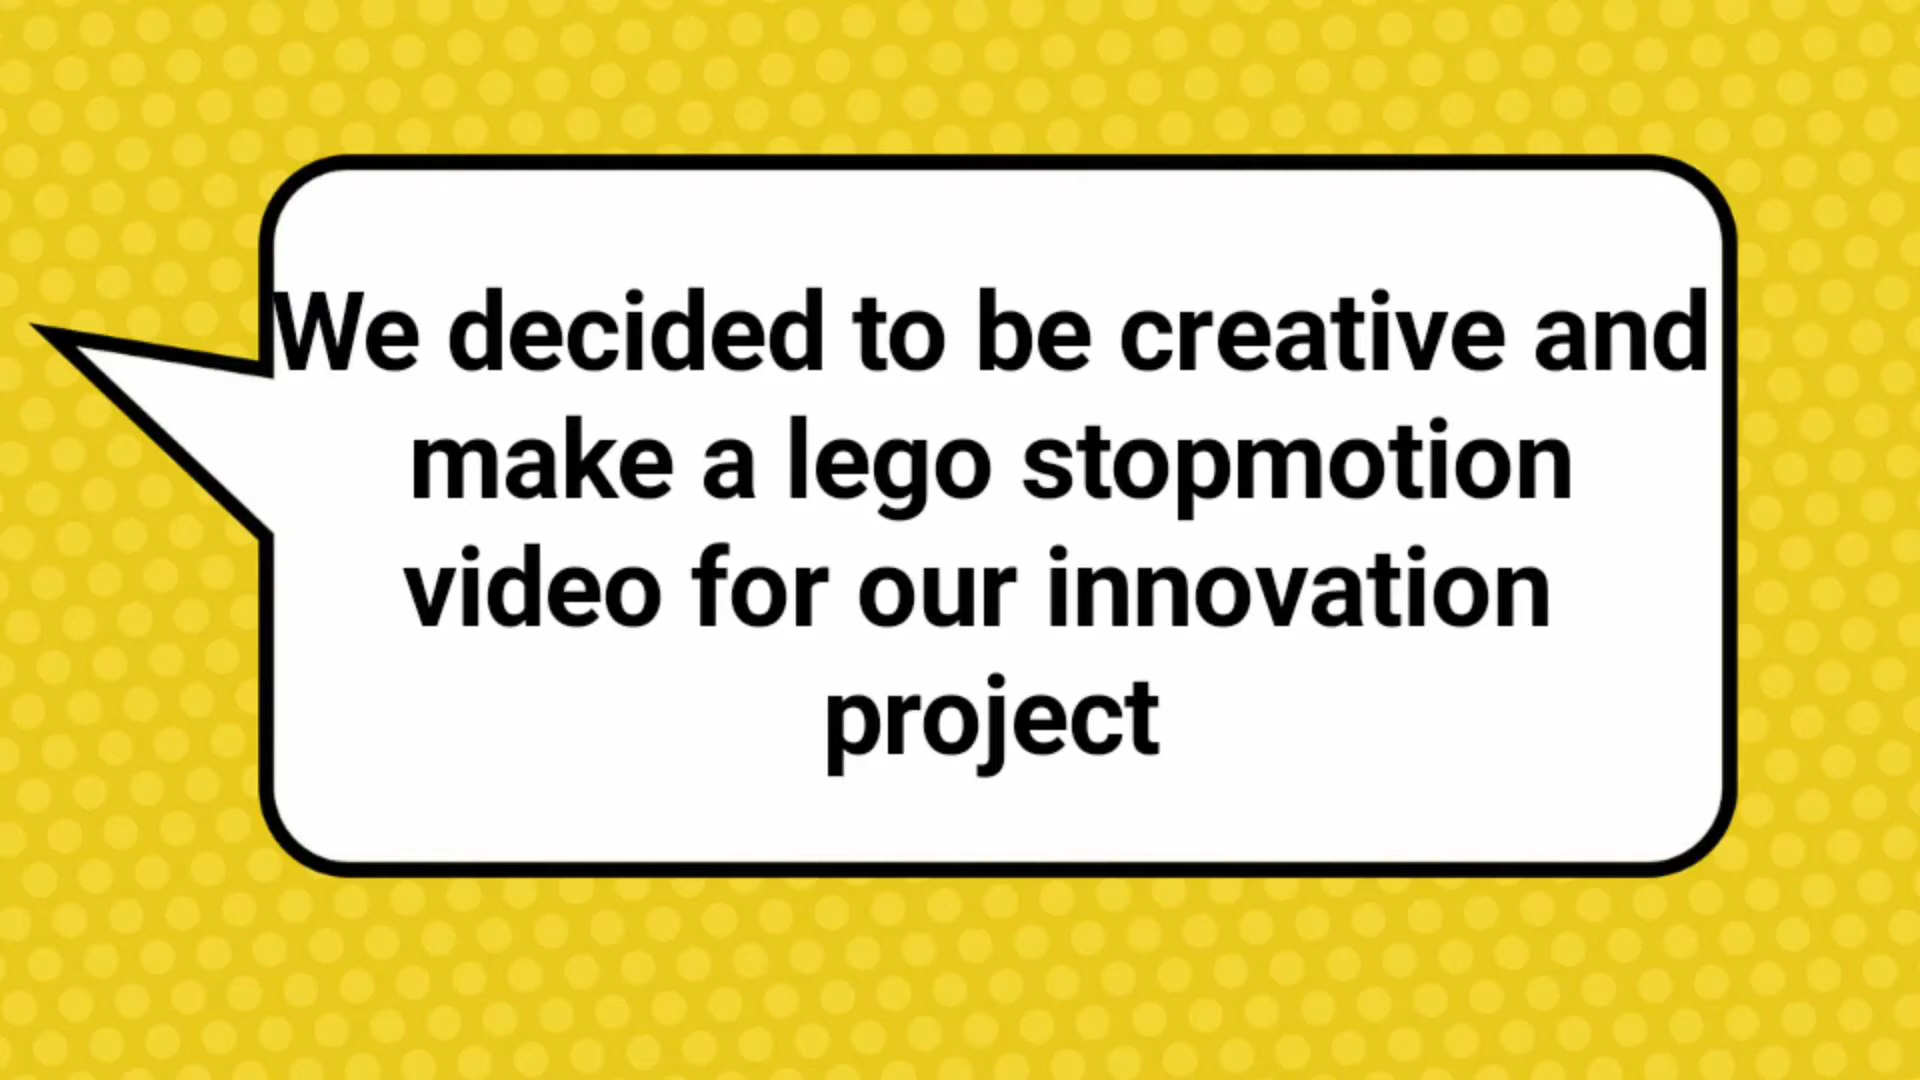 We decided to be creative and
make a lego stopmotion
video for our innovation
project